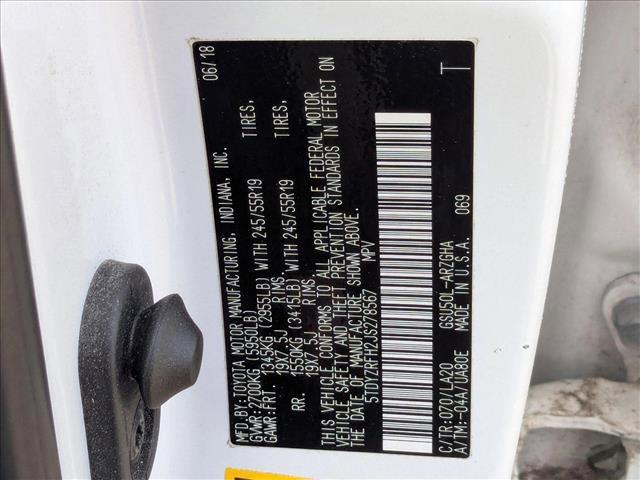 MFD.BY:TOYOTA MOTOR MANUFACTURING, INDIANA, INC. 06/18
GVWR:2700KG (5950LB)
GAWR:FRT. 1345KG (2955LB) WITH 245/55R19 TIRES,
19X7.5J RIMS,
RR. 1550KG (3415LB) WITH 245/55R19 TIRES,
19X7.5J RIMS
THIS VEHICLE CONFORMS TO ALL APPLICABLE FEDERAL MOTOR
VEHICLE SAFETY AND THEFT PREVENTION STANDARDS IN EFFECT ON
THE DATE OF MANUFACTURE SHOWN ABOVE.
5TDYZRFH2JS278567 MPV
C/TR:070/LA20 GSU50L-ARZGHA T
A/TM:-04A/UA80E MADE IN U.S.A. 069